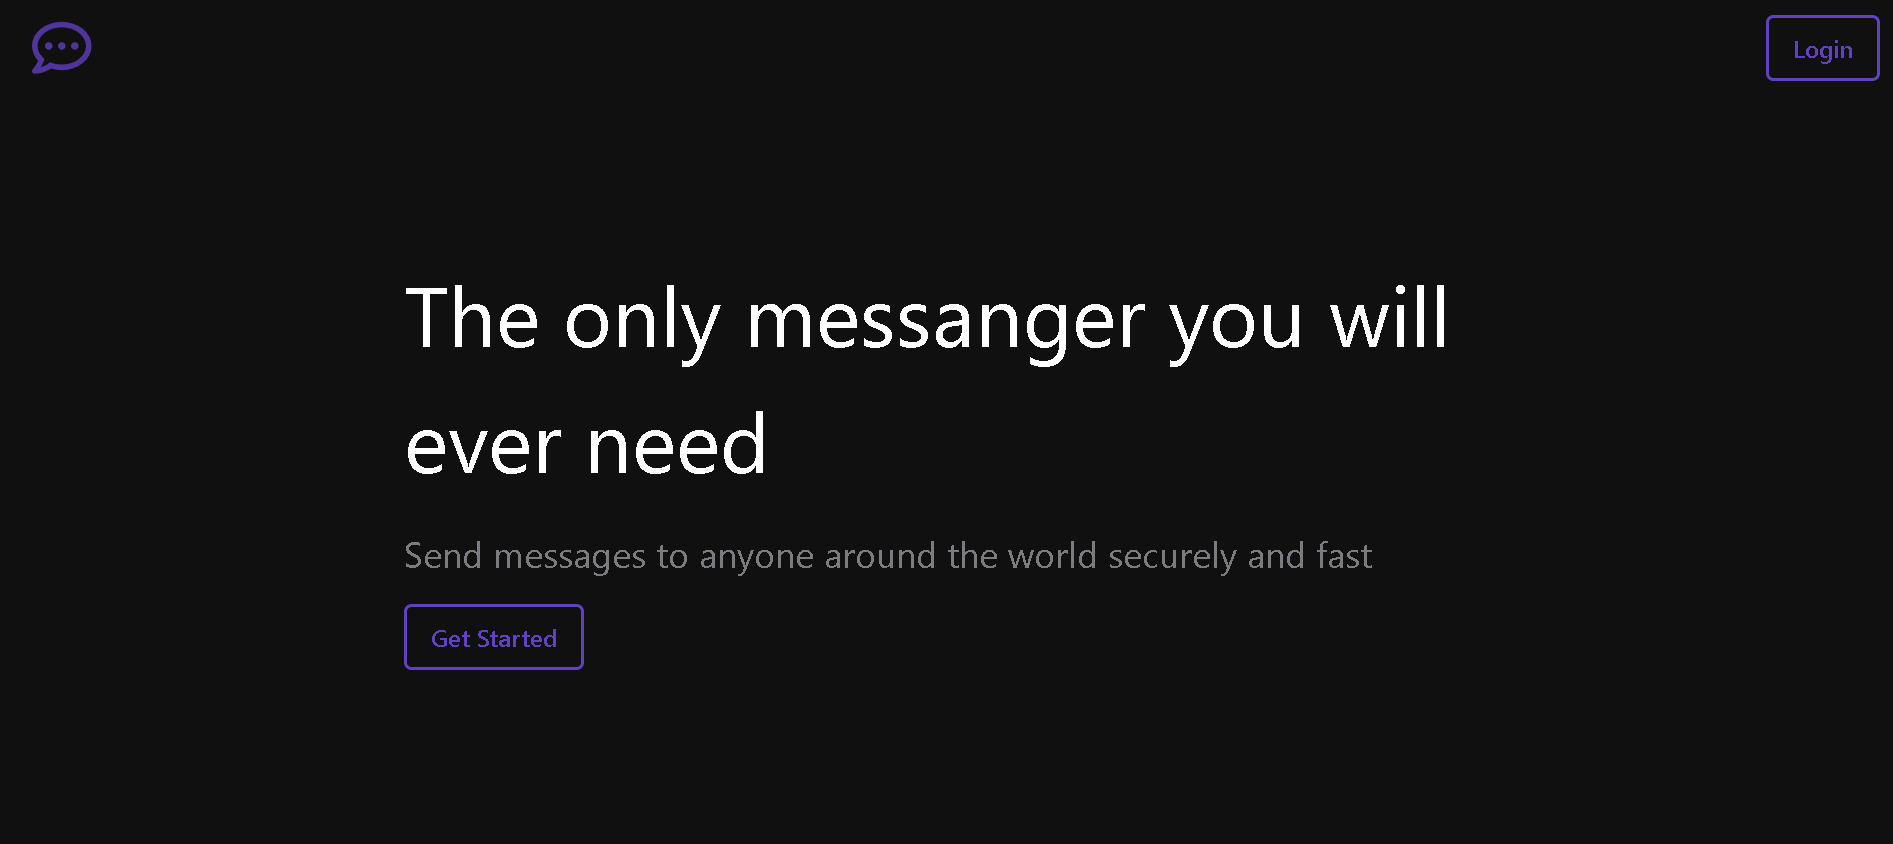 Login
The only messanger you will
ever need
Send messages to anyone around the world securely and fast
Get Started